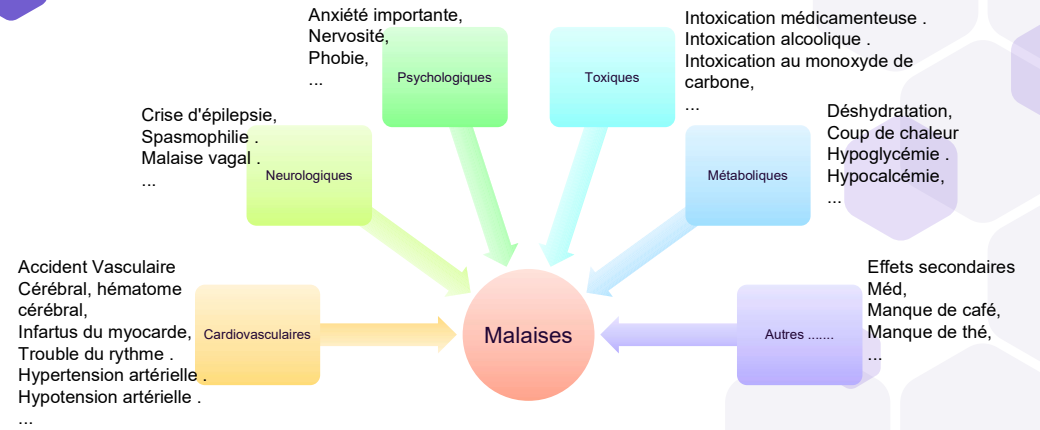 Anxiété importante,
Nervosité,
Phobie,
...
Psychologiques
Intoxication médicamenteuse .
Intoxication alcoolique .
Intoxication au monoxyde de
carbone,
...
Toxiques
Crise d'épilepsie,
Spasmophilie .
Malaise vagal .
...
Neurologiques
Déshydratation,
Coup de chaleur
Hypoglycémie .
Hypocalcémie,
...
Métaboliques
Accident Vasculaire
Cérébral, hématome
cérébral,
Infartus du myocarde,
Trouble du rythme .
Hypertension artérielle .
Hypotension artérielle .
...
Cardiovasculaires
Malaises
Autres .......
Effets secondaires
Méd,
Manque de café,
Manque de thé,
...